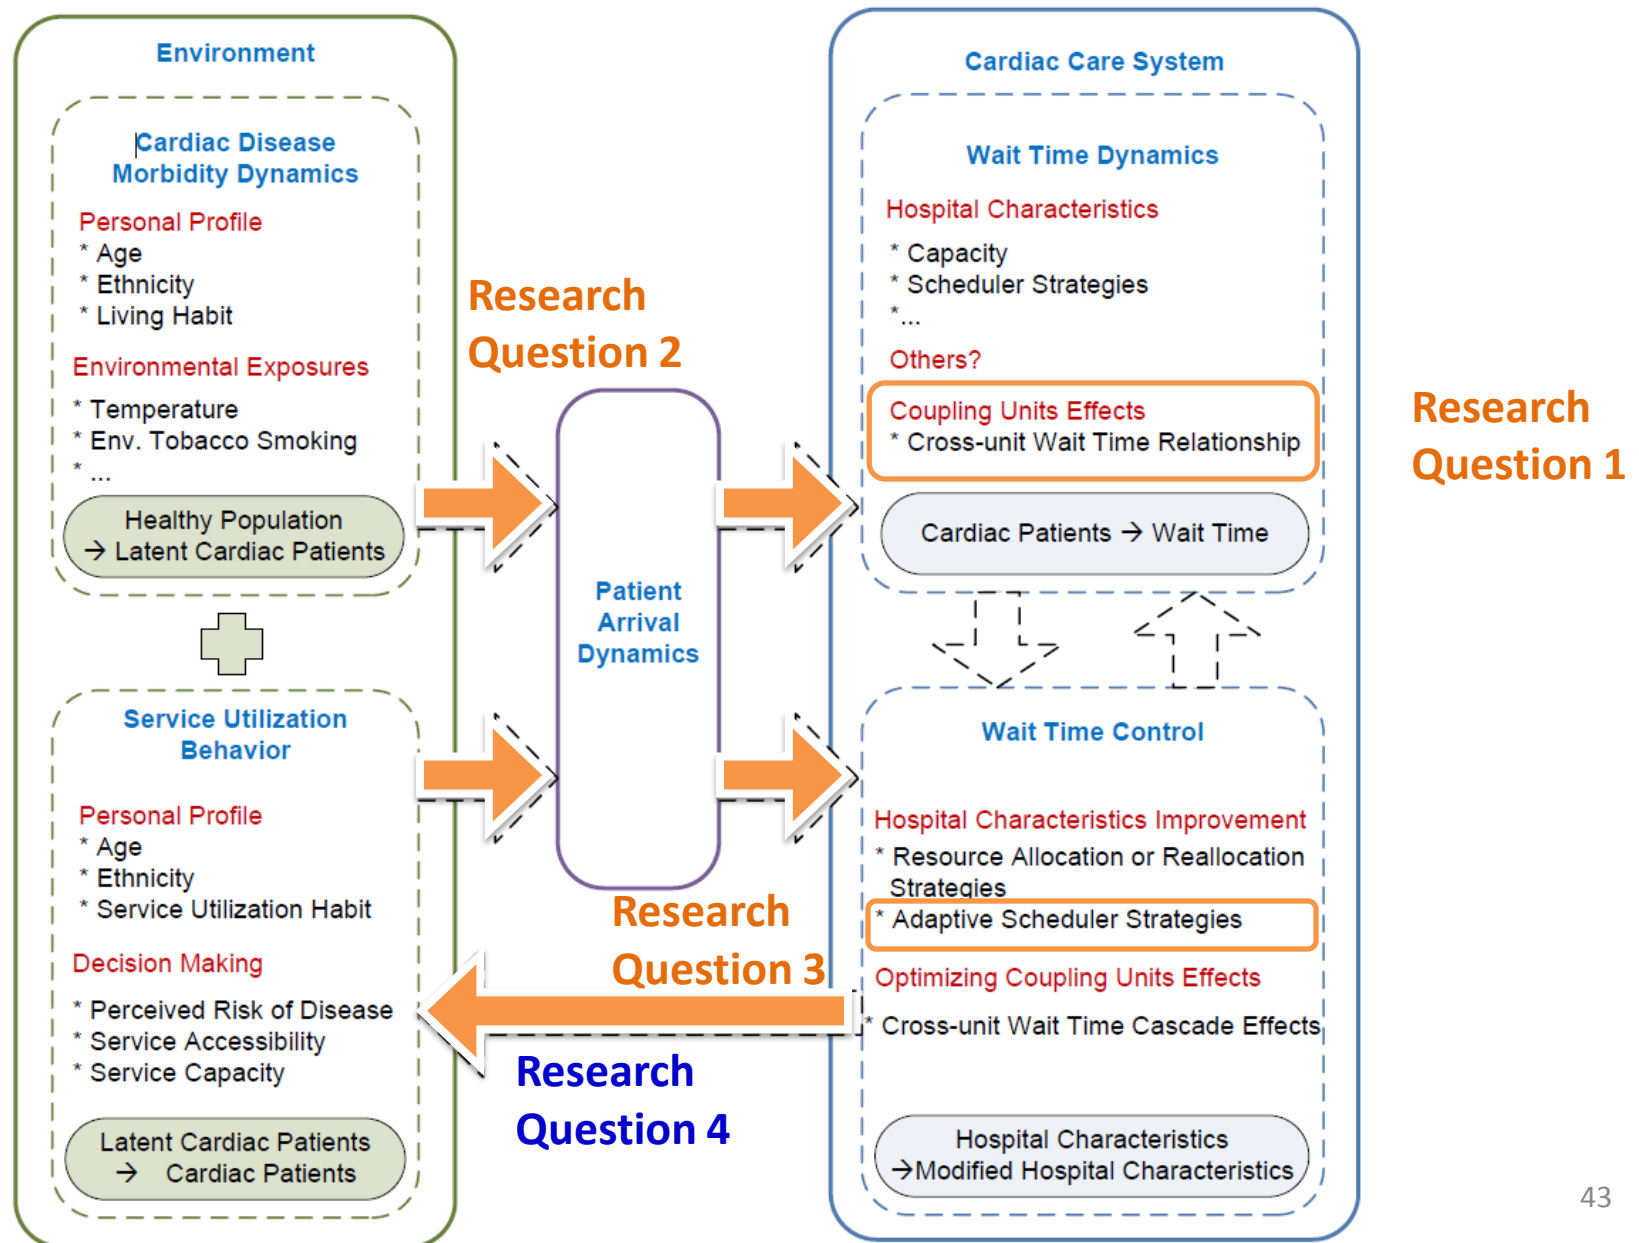 Environment
Cardiac Disease
Morbidity Dynamics
Personal Profile
* Age
* Ethnicity
* Living Habit
Environmental Exposures
* Temperature
* Env. Tobacco Smoking
* ...
Healthy Population
→ Latent Cardiac Patients
Service Utilization
Behavior
Personal Profile
* Age
* Ethnicity
* Service Utilization Habit
Decision Making
* Perceived Risk of Disease
* Service Accessibility
* Service Capacity
Latent Cardiac Patients
→ Cardiac Patients
Research
Question 2
Patient
Arrival
Dynamics
Research
Question 3
Research
Question 4
Cardiac Care System
Wait Time Dynamics
Hospital Characteristics
* Capacity
* Scheduler Strategies
*...
Others?
Coupling Units Effects
* Cross-unit Wait Time Relationship
Cardiac Patients → Wait Time
Wait Time Control
Hospital Characteristics Improvement
* Resource Allocation or Reallocation
Strategies
* Adaptive Scheduler Strategies
Optimizing Coupling Units Effects
* Cross-unit Wait Time Cascade Effects
Hospital Characteristics
→Modified Hospital Characteristics
Research
Question 1
43